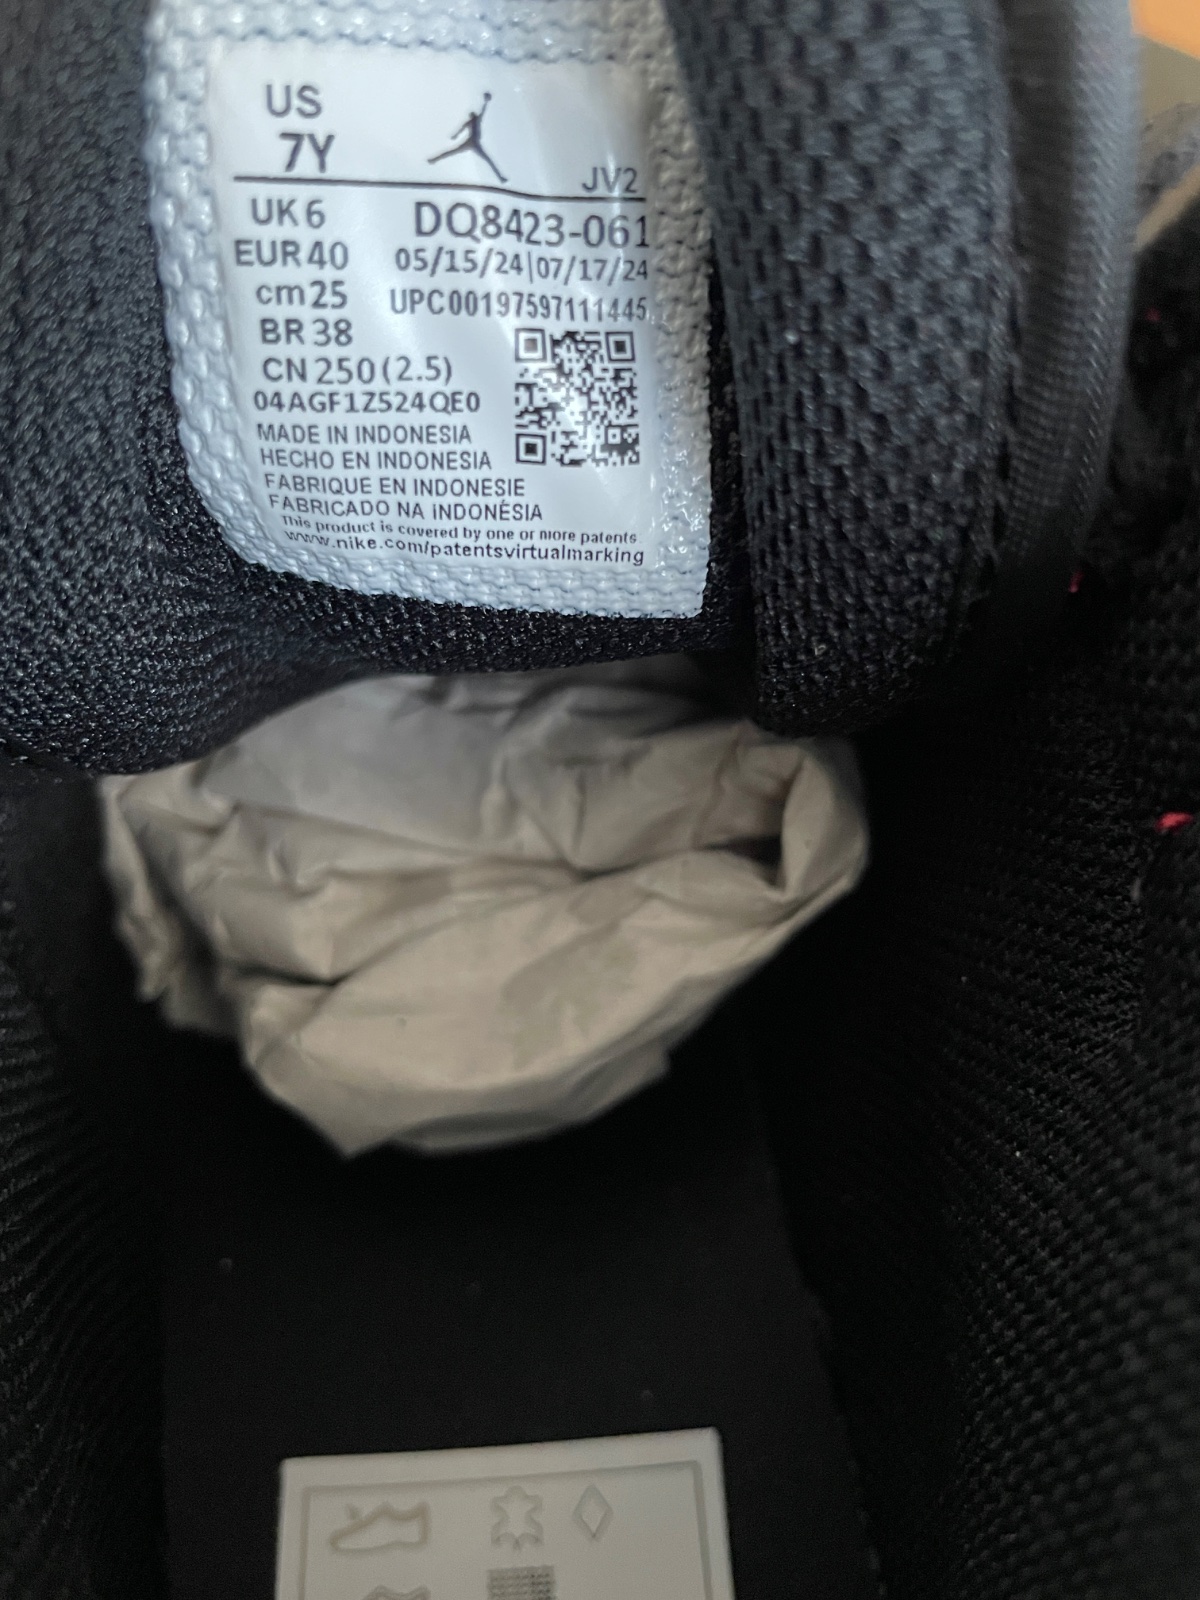 US
7Y
JV2
UK 6
DQ8423-061
EUR 40
05/15/24|07/17/24
cm 25
UPC00197597111445
BR 38
CN 250 (2.5)
04AGF1Z524QE0
MADE IN INDONESIA
HECHO EN INDONESIA
FABRIQUE EN INDONESIE
FABRICADO NA INDONÉSIA
This product is covered by one or more patents.
www.nike.com/patentsvirtualmarking